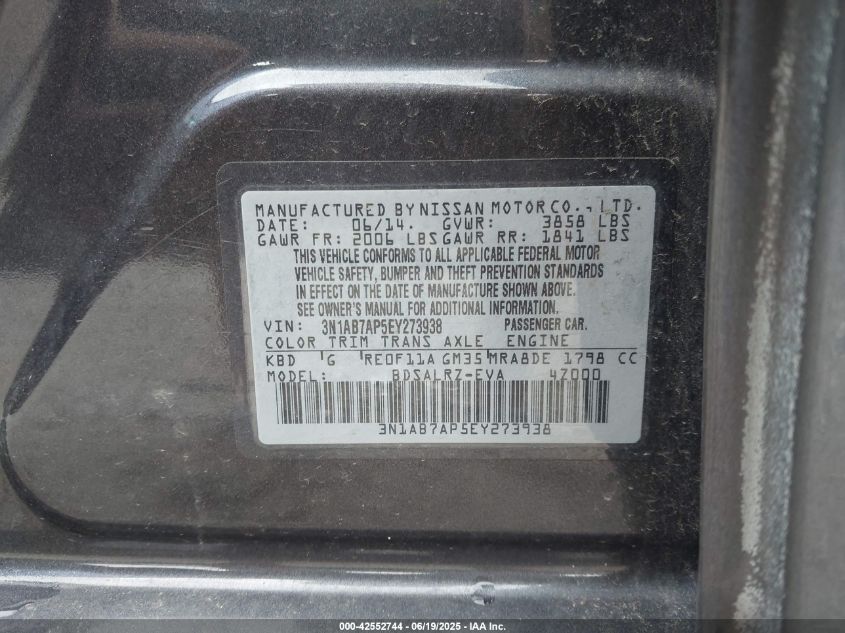 MANUFACTURED BY NISSAN MOTOR CO., LTD.
DATE: 06/14. GVWR: 3858 LBS
GAWR FR: 2006 LBS GAWR RR: 1841 LBS
THIS VEHICLE CONFORMS TO ALL APPLICABLE FEDERAL MOTOR
VEHICLE SAFETY, BUMPER AND THEFT PREVENTION STANDARDS
IN EFFECT ON THE DATE OF MANUFACTURE SHOWN ABOVE.
SEE OWNER'S MANUAL FOR ADDITIONAL INFORMATION.
VIN: 3N1AB7AP5EY273938 PASSENGER CAR.
COLOR TRIM TRANS AXLE ENGINE
KBD 'G 'RE0F11A GM35 'MRA8DE 1798 CC
MODEL: BDSALRZ-EVA 47000
3N1AB7AP5EY273938
000-42552744 - 06/19/2025 - IAA Inc.